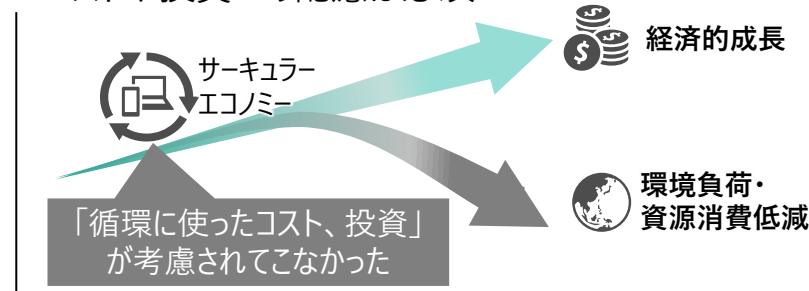 経済的成長
サーキュラー
エコノミー
環境負荷・
資源消費低減
「循環に使ったコスト、投資」
が考慮されてこなかった